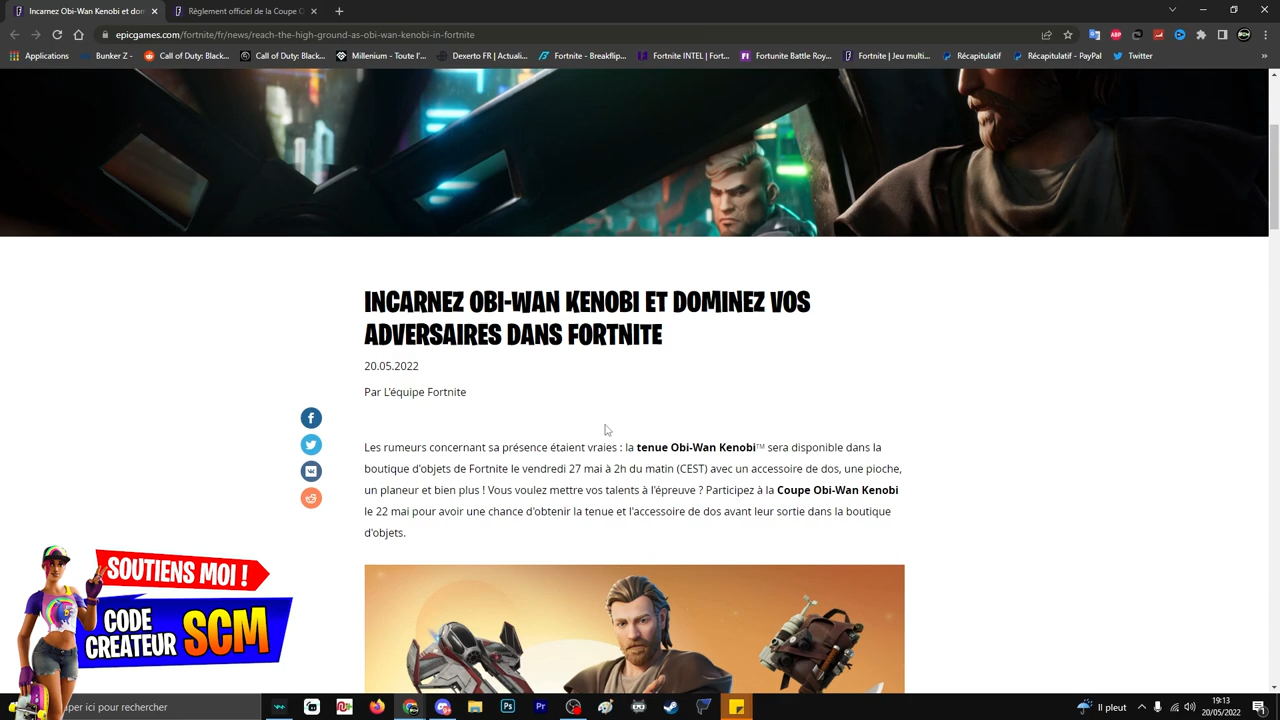 Incarnez Obi-Wan Kenobi et do
Règlement officiel de la Coupe O
epicgames.com/fortnite/fr/news/reach-the-high-ground-as-obi-wan-kenobi-in-fortnite
Applications
Bunker Z -
Call of Duty: Black...
Call of Duty: Black...
Millenium - Toute l'...
Dexerto FR | Actuali...
Fortnite - Breakflip...
Fortnite INTEL | Fort...
Fortunite Battle Roy...
Fortnite | Jeu multi...
Récapitulatif
Récapitulatif - PayPal
Twitter
INCARNEZ OBI-WAN KENOBI ET DOMINEZ VOS
ADVERSAIRES DANS FORTNITE
20.05.2022
Par L'équipe Fortnite
Les rumeurs concernant sa présence étaient vraies : la tenue Obi-Wan Kenobi™ sera disponible dans la
boutique d'objets de Fortnite le vendredi 27 mai à 2h du matin (CEST) avec un accessoire de dos, une pioche,
un planeur et bien plus ! Vous voulez mettre vos talents à l'épreuve ? Participez à la Coupe Obi-Wan Kenobi
le 22 mai pour avoir une chance d'obtenir la tenue et l'accessoire de dos avant leur sortie dans la boutique
d'objets.
SOUTIENS MOI !
CODE
CREATEUR SCM
per ici pour rechercher
Il pleut
19:13
20/05/2022